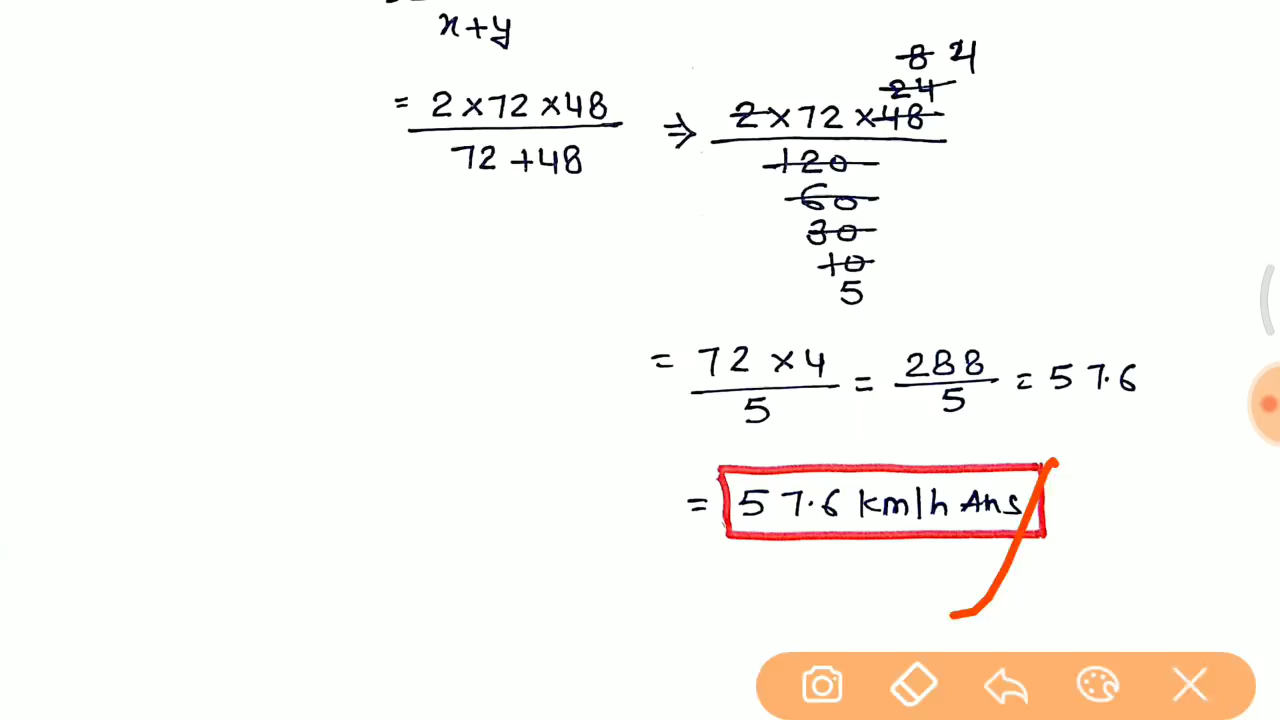 x+y
= 2×72×48 / 72+48 ⇒ 2×72×48 / 120
8 4
24
60
30
10
5
= 72×4 / 5 = 288 / 5 = 57.6
= 57.6 km/h Ans